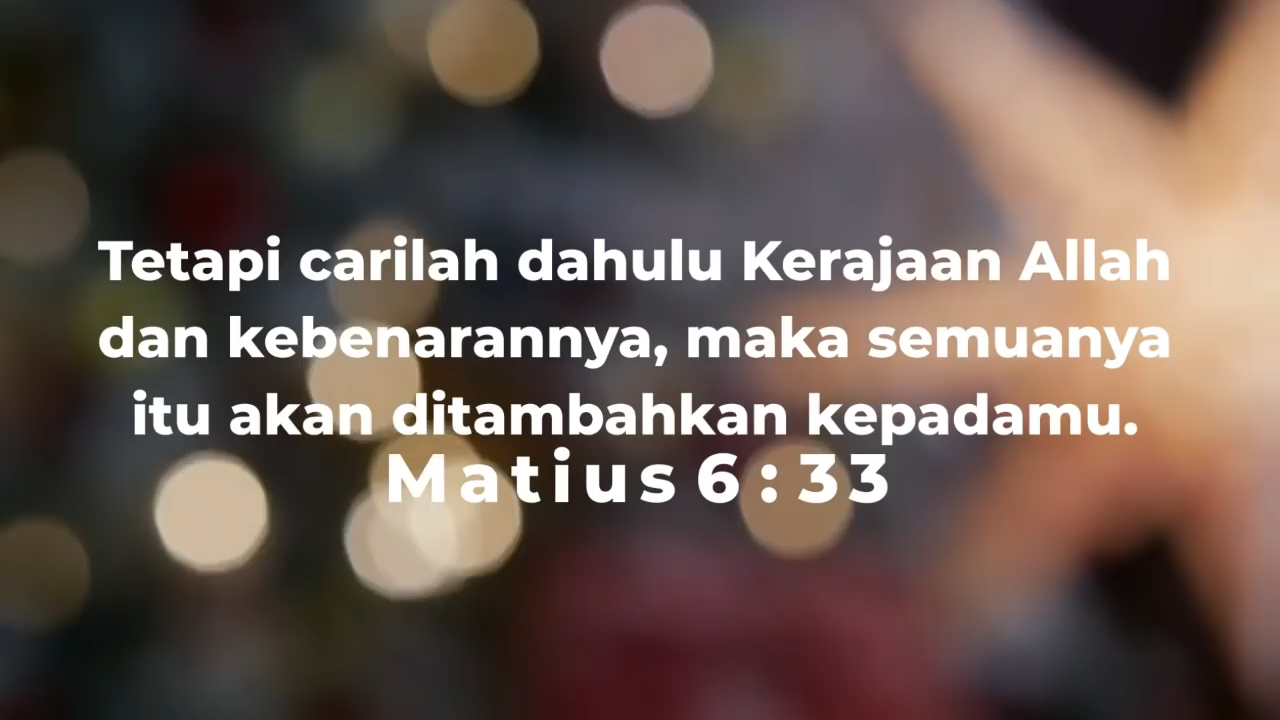 Tetapi carilah dahulu Kerajaan Allah
dan kebenarannya, maka semuanya
itu akan ditambahkan kepadamu.
Matius 6:33